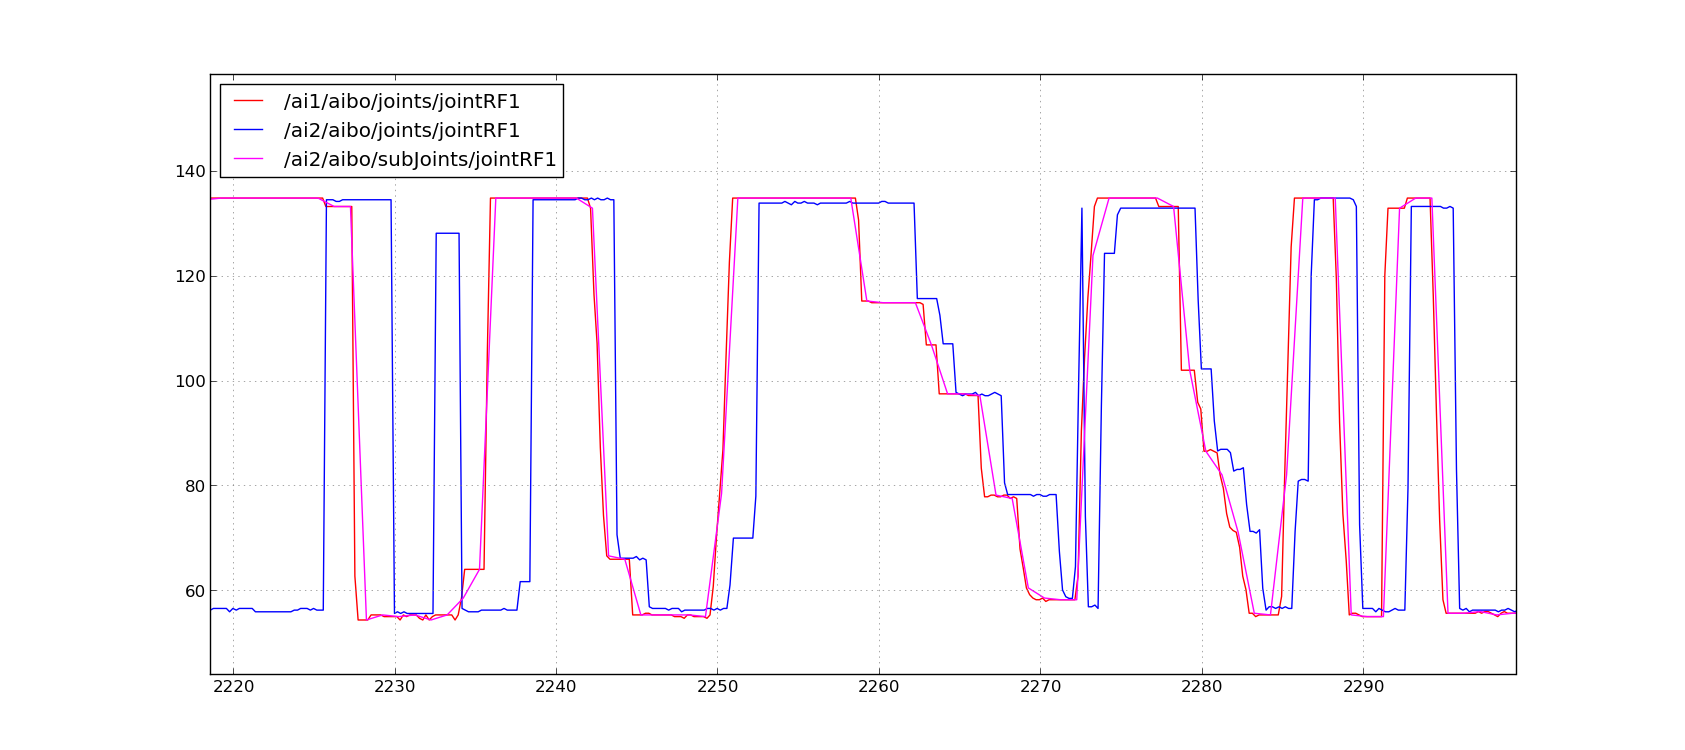 /ai1/aibo/joints/jointRF1
/ai2/aibo/joints/jointRF1
/ai2/aibo/subJoints/jointRF1
140
120
100
80
60
2220 2230 2240 2250 2260 2270 2280 2290